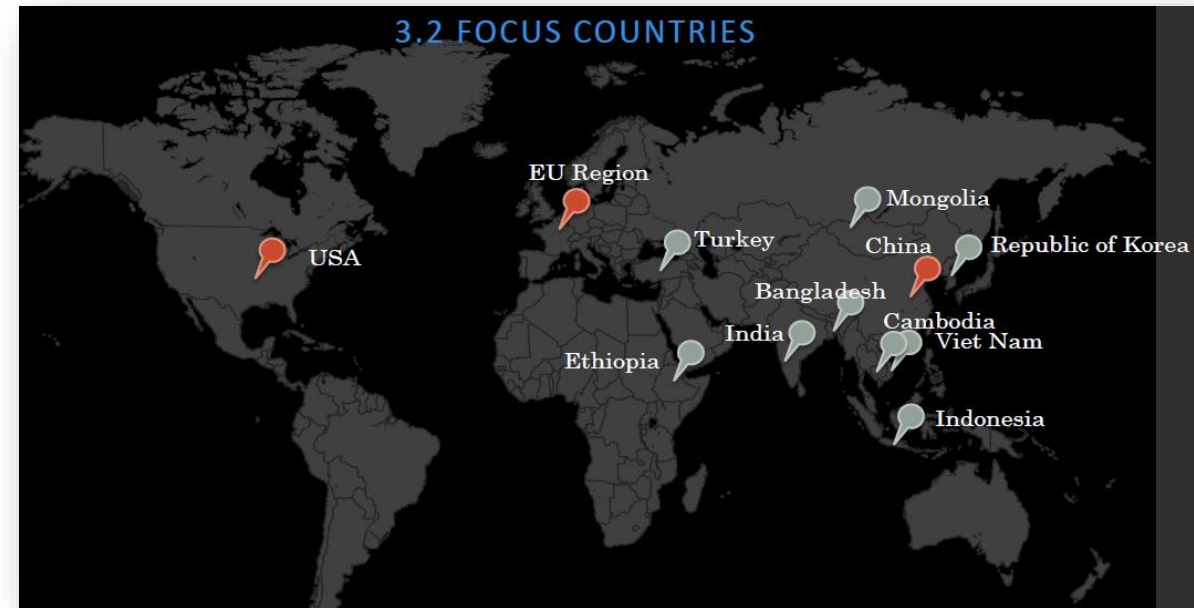 3.2 FOCUS COUNTRIES
EU Region
Mongolia
Turkey
China
Republic of Korea
USA
Bangladesh
Cambodia
India
Viet Nam
Ethiopia
Indonesia